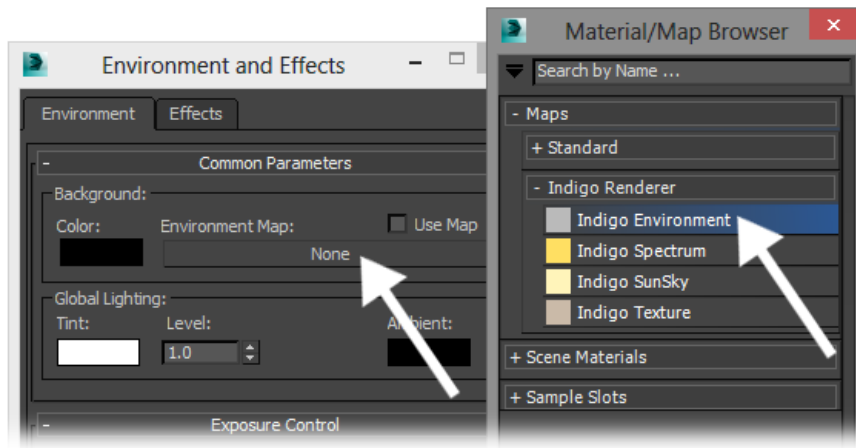 Environment and Effects
Environment
Effects
- Common Parameters
Background:
Color:
Environment Map:
Use Map
None
Global Lighting:
Tint:
Level:
1.0
- Exposure Control
Material/Map Browser
Search by Name ...
- Maps
+ Standard
- Indigo Renderer
Indigo Environment
Indigo Spectrum
Indigo SunSky
Indigo Texture
+ Scene Materials
+ Sample Slots